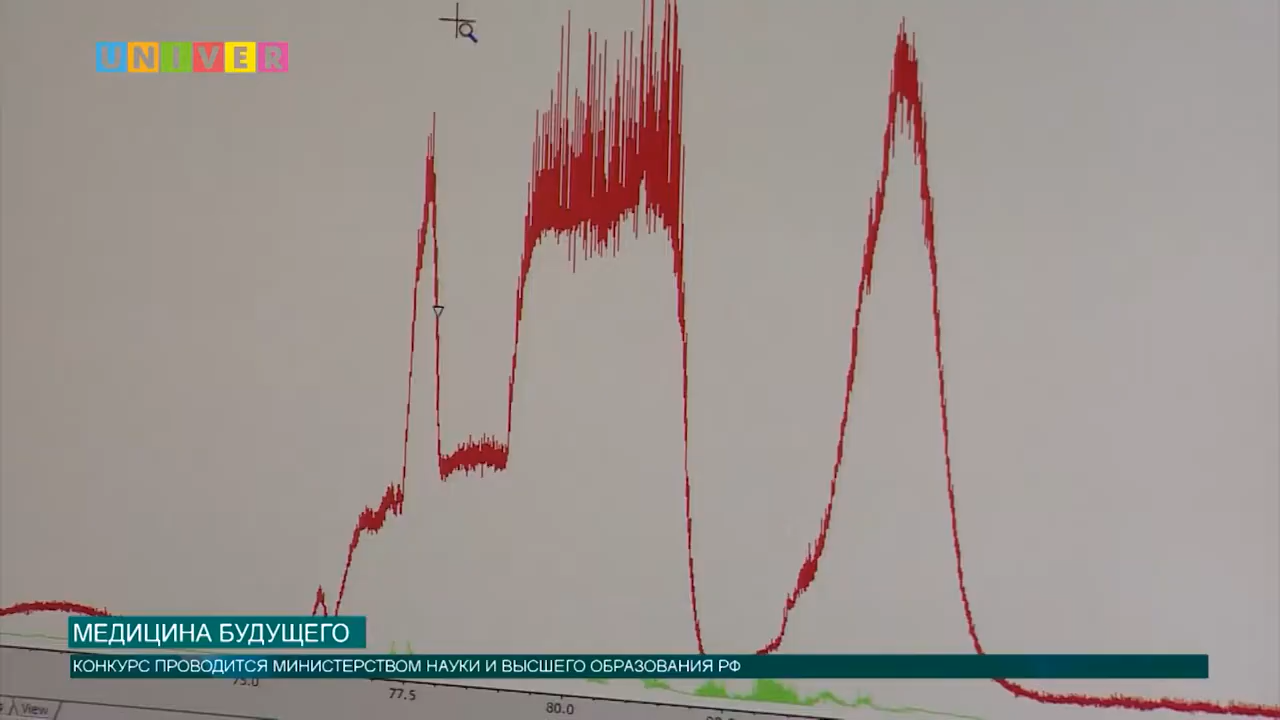 UNIVER
МЕДИЦИНА БУДУЩЕГО
КОНКУРС ПРОВОДИТСЯ МИНИСТЕРСТВОМ НАУКИ И ВЫСШЕГО ОБРАЗОВАНИЯ РФ
75.0
77.5
80.0
View